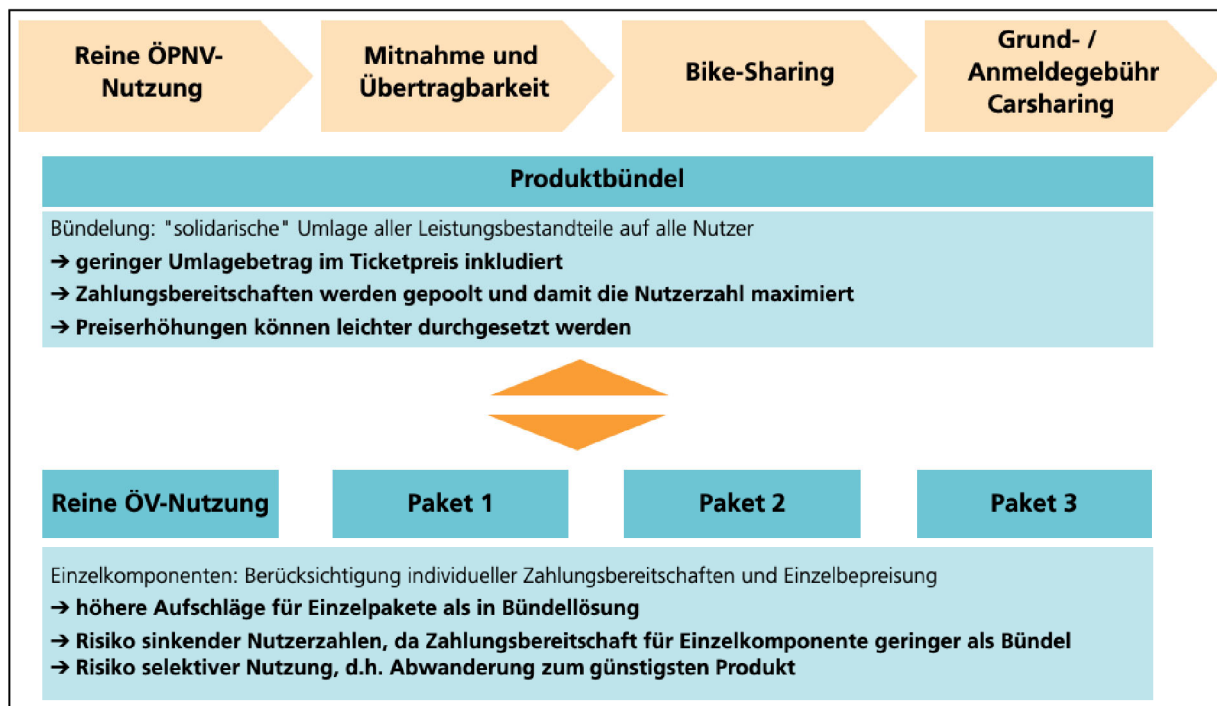 Reine ÖPNV-
Nutzung
Mitnahme und
Übertragbarkeit
Bike-Sharing
Grund- /
Anmeldegebühr
Carsharing
Produktbündel
Bündelung: "solidarische" Umlage aller Leistungsbestandteile auf alle Nutzer
→ geringer Umlagebetrag im Ticketpreis inkludiert
→ Zahlungsbereitschaften werden gepoolt und damit die Nutzerzahl maximiert
→ Preiserhöhungen können leichter durchgesetzt werden
Reine ÖV-Nutzung
Paket 1
Paket 2
Paket 3
Einzelkomponenten: Berücksichtigung individueller Zahlungsbereitschaften und Einzelbepreisung
→ höhere Aufschläge für Einzelpakete als in Bündellösung
→ Risiko sinkender Nutzerzahlen, da Zahlungsbereitschaft für Einzelkomponente geringer als Bündel
→ Risiko selektiver Nutzung, d.h. Abwanderung zum günstigsten Produkt